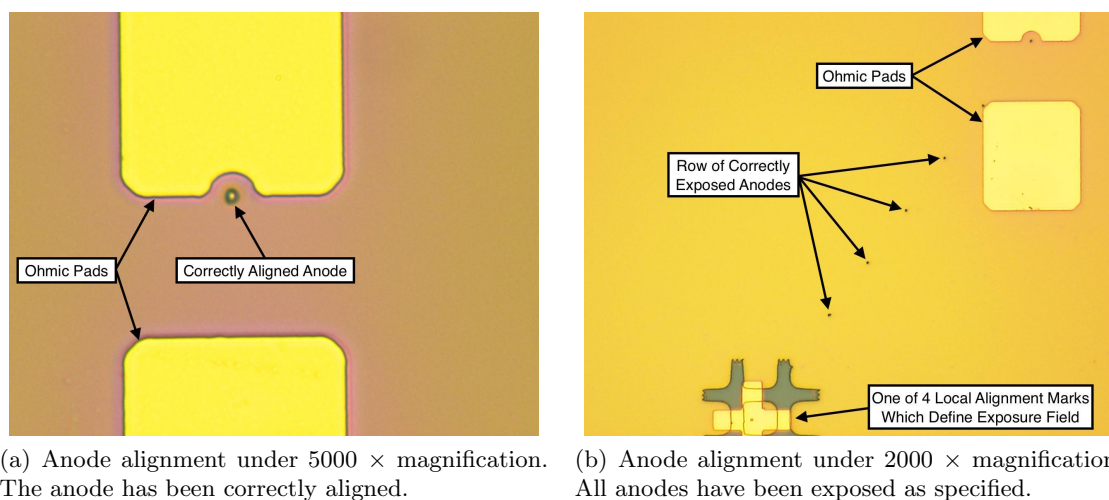 Ohmic Pads
Correctly Aligned Anode
Ohmic Pads
Row of Correctly
Exposed Anodes
One of 4 Local Alignment Marks
Which Define Exposure Field
(a) Anode alignment under 5000 × magnification.
The anode has been correctly aligned.
(b) Anode alignment under 2000 × magnification
All anodes have been exposed as specified.